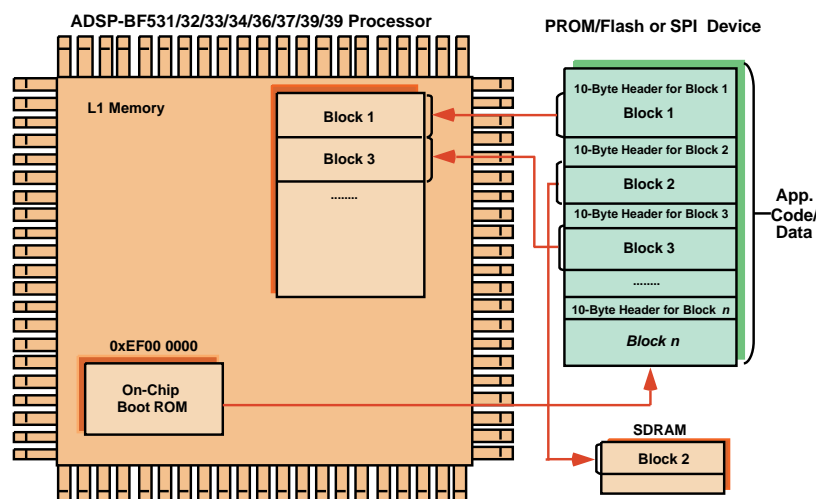 ADSP-BF531/32/33/34/36/37/39/39 Processor
PROM/Flash or SPI Device
L1 Memory
Block 1
Block 3
........
0xEF00 0000
On-Chip
Boot ROM
10-Byte Header for Block 1
Block 1
10-Byte Header for Block 2
Block 2
10-Byte Header for Block 3
Block 3
........
10-Byte Header for Block n
Block n
App.
Code/
Data
SDRAM
Block 2